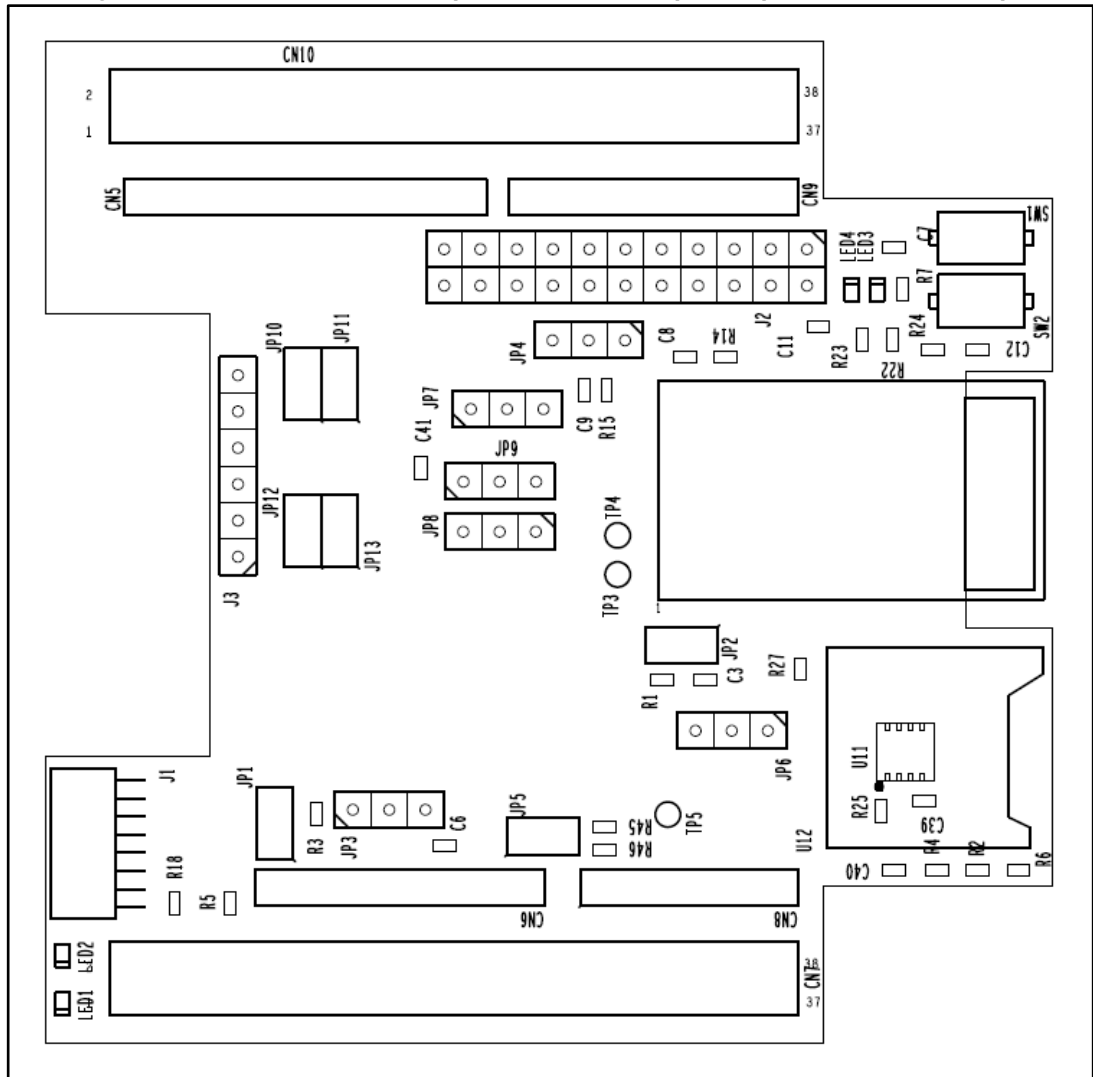 CN10
2
38
1
37
CN5
CN9
SW1
C7
LED4
LED3
R7
J2
C11
R24
SW2
JP10
JP11
JP4
C8
R14
R23
R22
C12
JP7
C41
C9
R15
JP9
JP12
JP8
TP4
JP13
J3
TP3
1
JP2
R27
R1
C3
JP6
U11
J1
JP1
JP5
R3
JP3
C6
R45
R46
TP5
R25
C39
U12
R18
R5
C40
R4
R2
R6
CN6
CN8
LED2
LED1
38
CN7
37